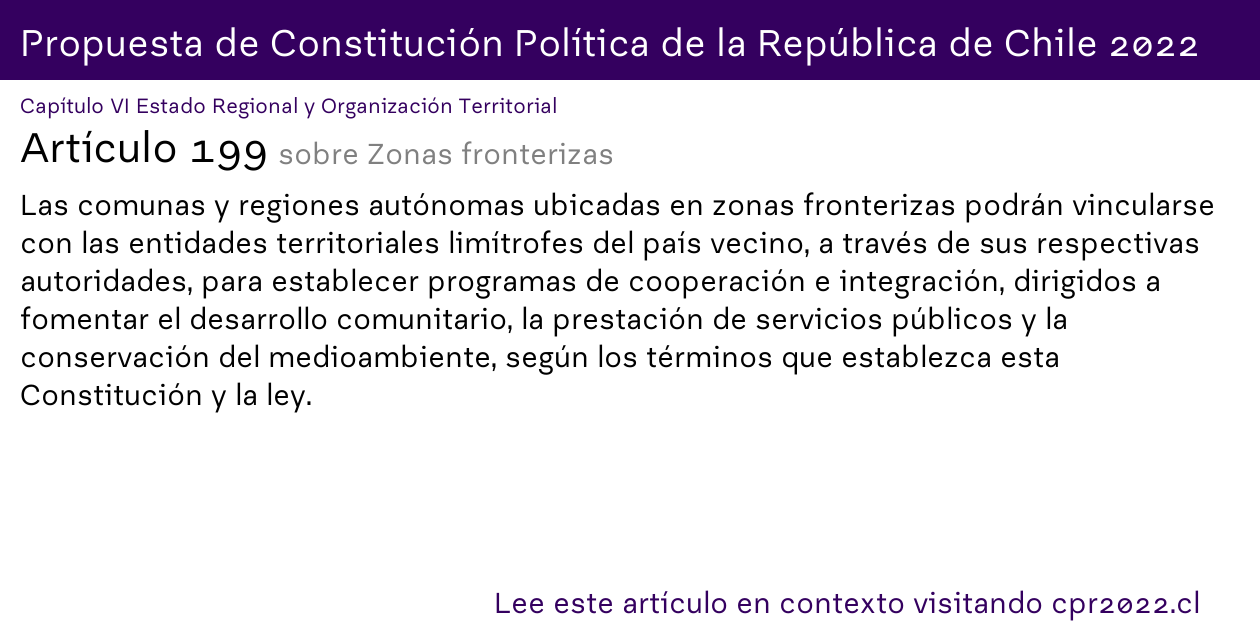 Propuesta de Constitución Política de la República de Chile 2022
Capítulo VI Estado Regional y Organización Territorial
Artículo 199 sobre Zonas fronterizas
Las comunas y regiones autónomas ubicadas en zonas fronterizas podrán vincularse
con las entidades territoriales limítrofes del país vecino, a través de sus respectivas
autoridades, para establecer programas de cooperación e integración, dirigidos a
fomentar el desarrollo comunitario, la prestación de servicios públicos y la
conservación del medioambiente, según los términos que establezca esta
Constitución y la ley.
Lee este artículo en contexto visitando cpr2022.cl